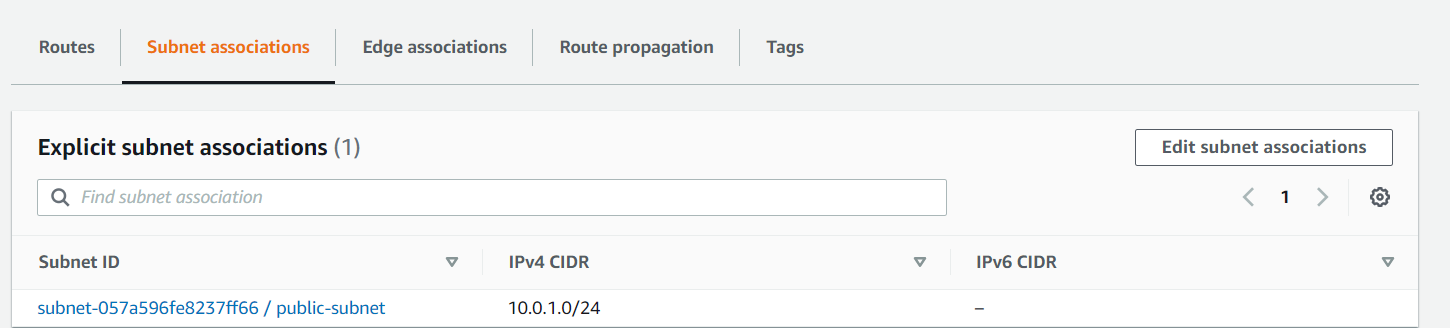 Routes Subnet associations Edge associations Route propagation Tags
Explicit subnet associations (1) Edit subnet associations
Find subnet association 1
Subnet ID IPv4 CIDR IPv6 CIDR
subnet-057a596fe8237ff66 / public-subnet 10.0.1.0/24 –